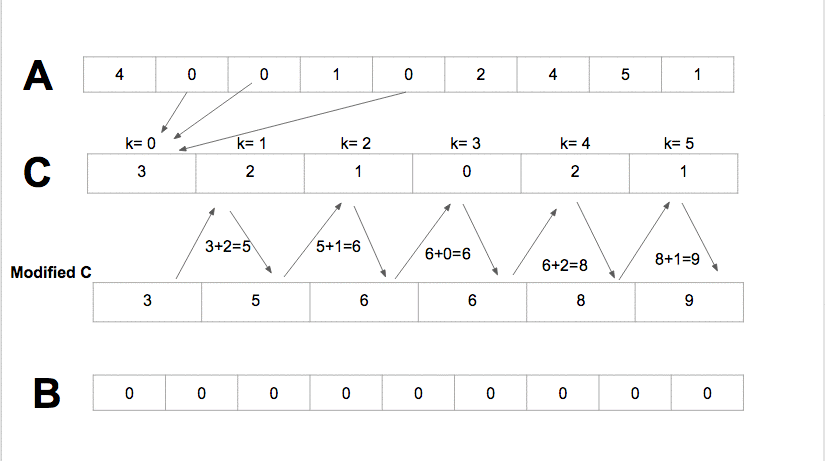 A 4 0 0 1 0 2 4 5 1
k= 0 k= 1 k= 2 k= 3 k= 4 k= 5
C 3 2 1 0 2 1
3+2=5 5+1=6 6+0=6 6+2=8 8+1=9
Modified C
3 5 6 6 8 9
B 0 0 0 0 0 0 0 0 0